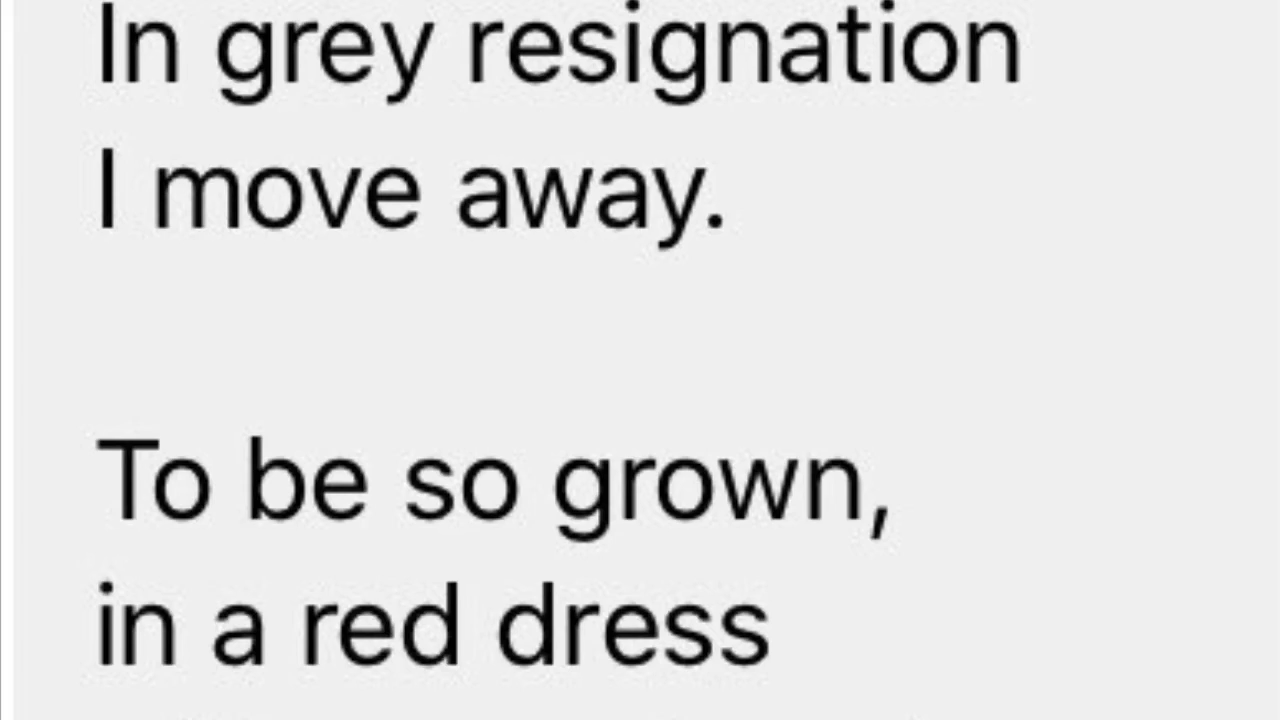 In grey resignation
I move away.
To be so grown,
in a red dress